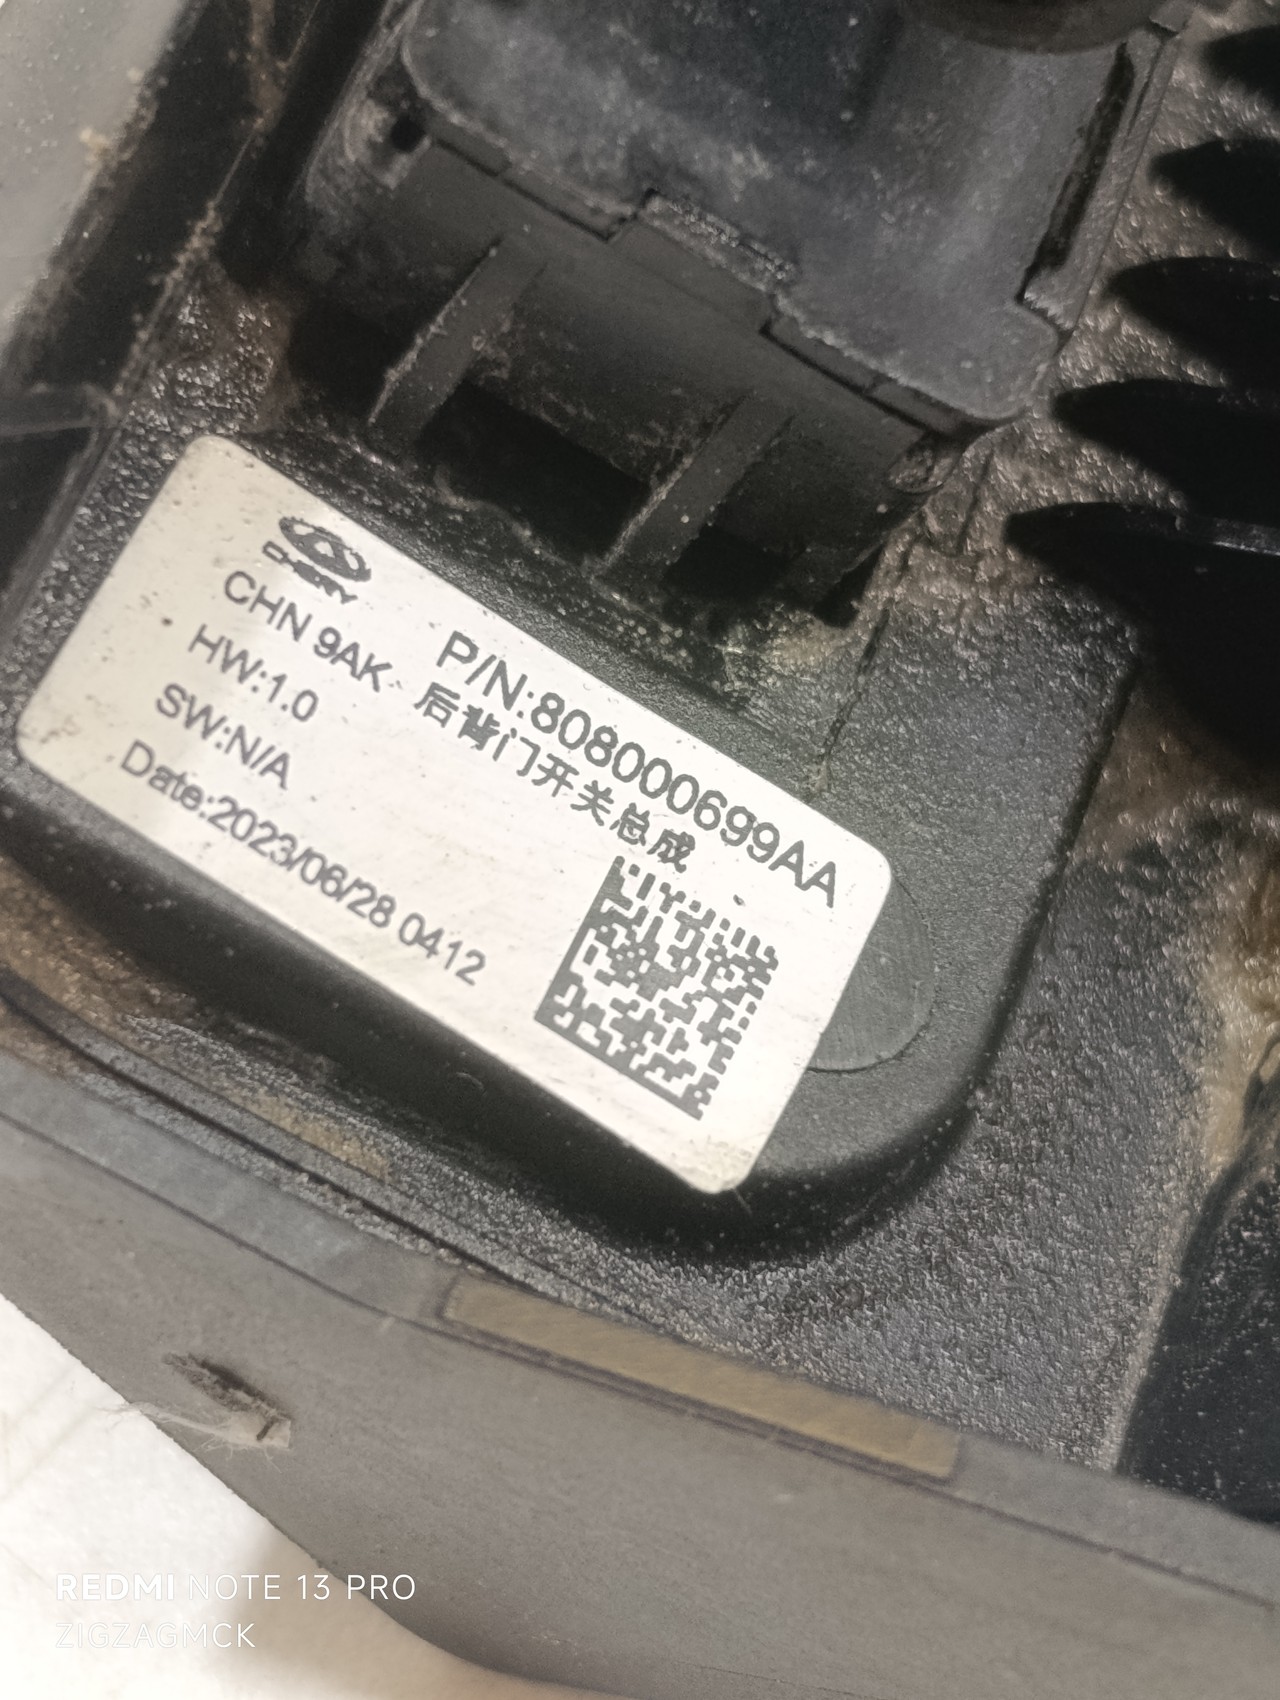 CHERY
P/N:808000699AA
CHN 9AK 后背门开关总成
HW:1.0
SW:N/A
Date:2023/06/28 0412
REDMI NOTE 13 PRO
ZIGZAGMCK